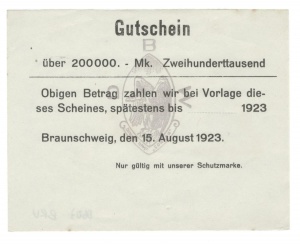 Gutschein
über 200000.- Mk. Zweihunderttausend
Obigen Betrag zahlen wir bei Vorlage die-
ses Scheines, spätestens bis 1923
Braunschweig, den 15. August 1923.
Nur gültig mit unserer Schutzmarke.